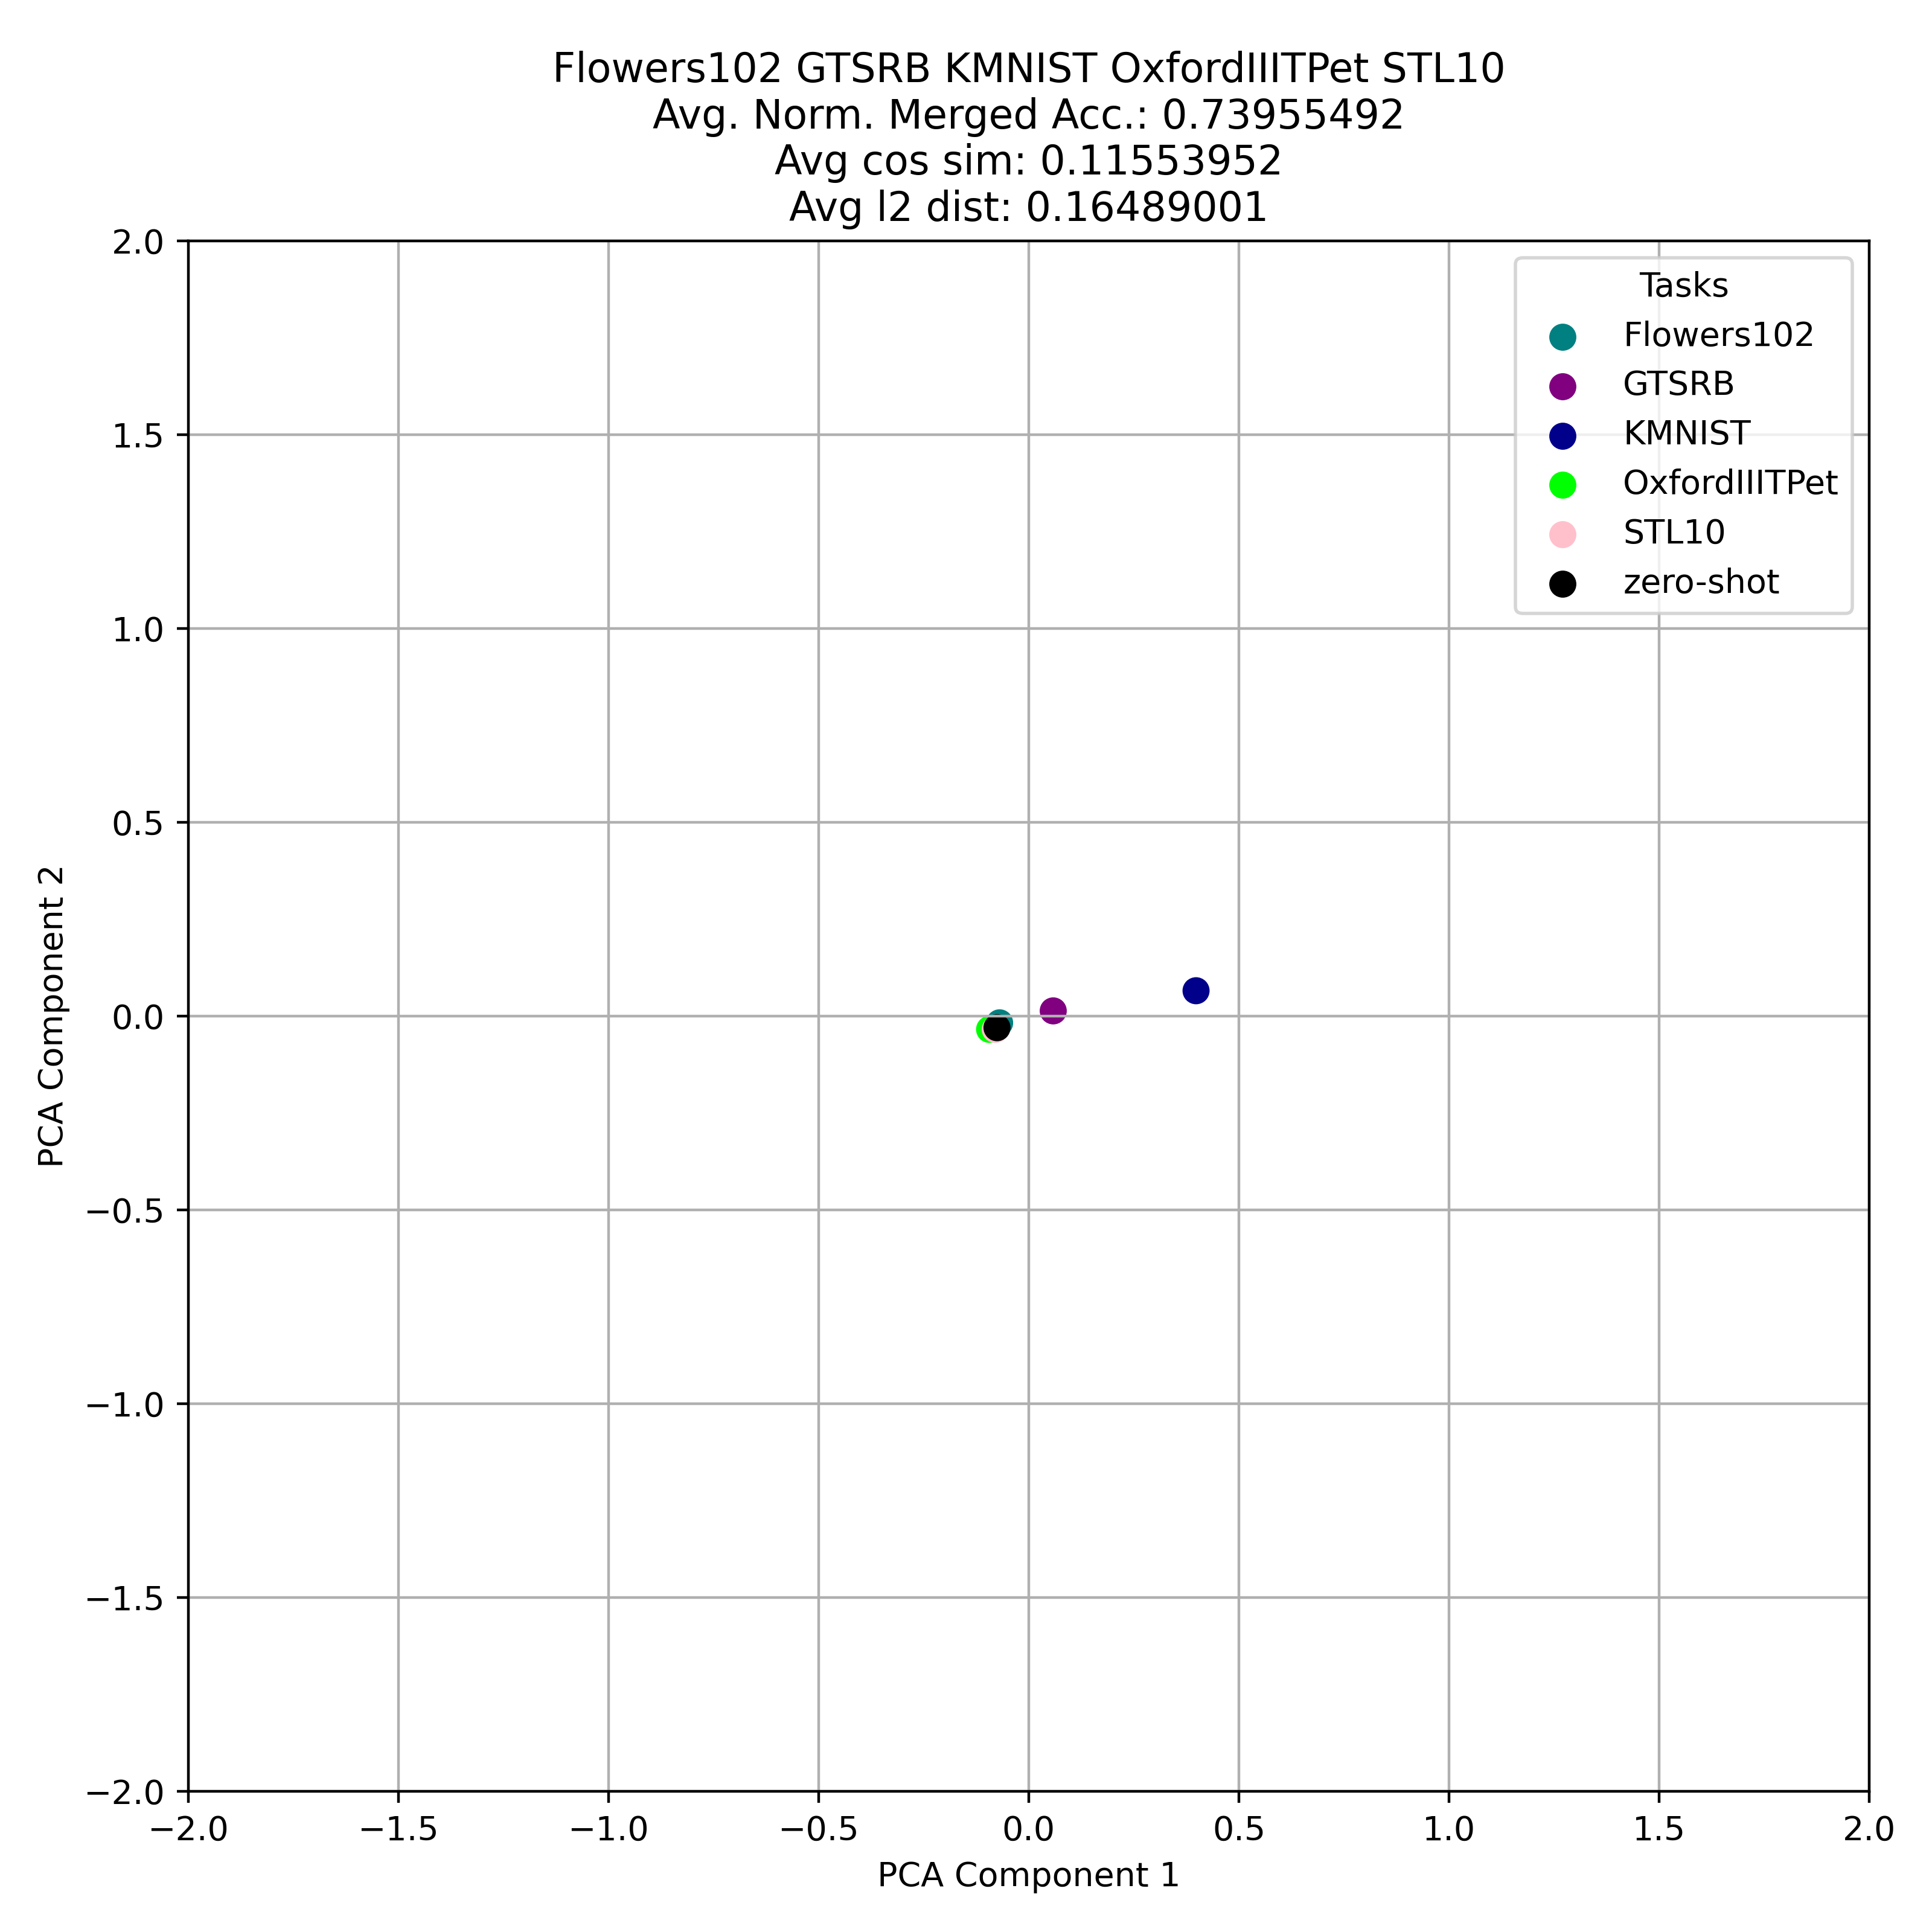 Flowers102 GTSRB KMNIST OxfordIIITPet STL10
Avg. Norm. Merged Acc.: 0.73955492
Avg cos sim: 0.11553952
Avg l2 dist: 0.16489001
Tasks
Flowers102
GTSRB
KMNIST
OxfordIIITPet
STL10
zero-shot
PCA Component 2
2.0
1.5
1.0
0.5
0.0
−0.5
−1.0
−1.5
−2.0
−2.0 −1.5 −1.0 −0.5 0.0 0.5 1.0 1.5 2.0
PCA Component 1